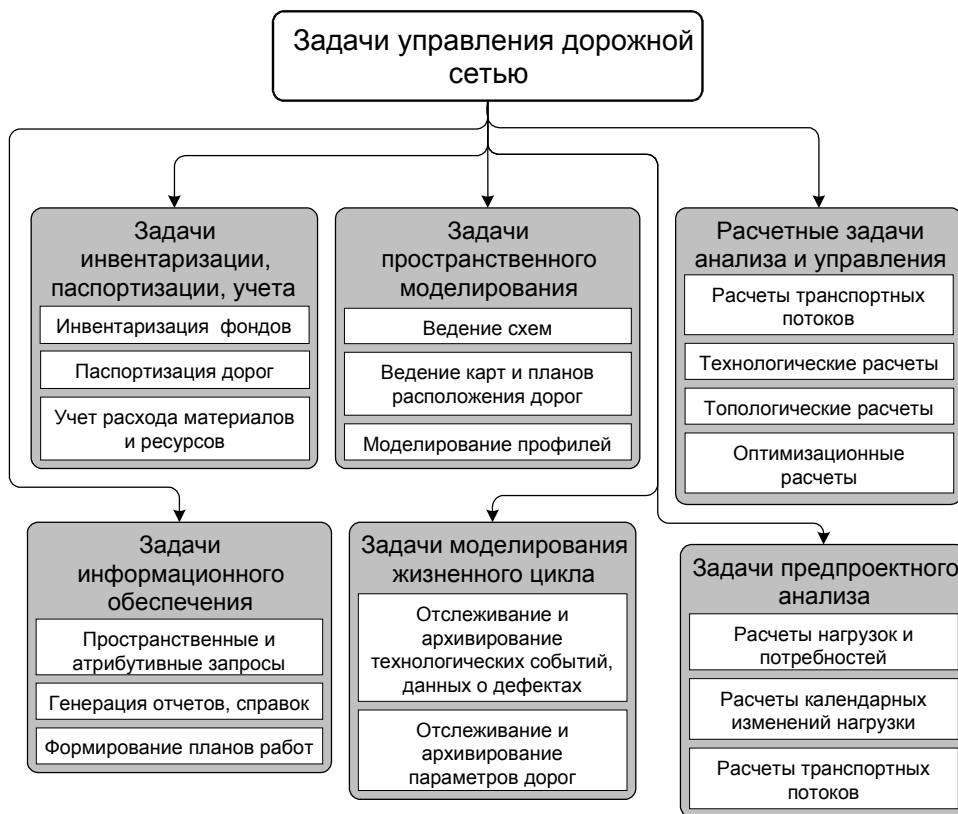 Задачи управления дорожной
сетью
Задачи
инвентаризации,
паспортизации, учета
Инвентаризация фондов
Паспортизация дорог
Учет расхода материалов
и ресурсов
Задачи
пространственного
моделирования
Ведение схем
Ведение карт и планов
расположения дорог
Моделирование профилей
Расчетные задачи
анализа и управления
Расчеты транспортных
потоков
Технологические расчеты
Топологические расчеты
Оптимизационные
расчеты
Задачи
информационного
обеспечения
Пространственные и
атрибутивные запросы
Генерация отчетов, справок
Формирование планов работ
Задачи моделирования
жизненного цикла
Отслеживание и
архивирование
технологических событий,
данных о дефектах
Отслеживание и
архивирование
параметров дорог
Задачи предпроектного
анализа
Расчеты нагрузок и
потребностей
Расчеты календарных
изменений нагрузки
Расчеты транспортных
потоков